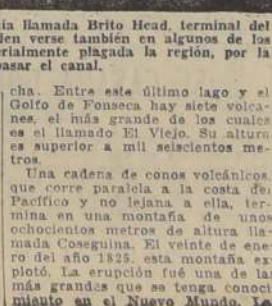 ía llamada Brito Head, terminal del
den verse también en algunos de los
erialmente plagada la región, por la
pasar el canal.
cha. Entre este último lago y el
Golfo de Fonseca hay siete volca-
nes, el más grande de los cuales
es el llamado El Viejo. Su altura
es superior a mil seiscientos me-
tros.
Una cadena de conos volcánicos,
que corre paralela a la costa del
Pacífico y no lejana a ella, ter-
mina en una montaña de unos
ochocientos metros de altura lla-
mada Coseguina. El veinte de ene-
ro del año 1825, esta montaña ex-
plotó. La erupción fué una de las
más grandes que se tenga conoci
miento en el Nuevo Mundo.